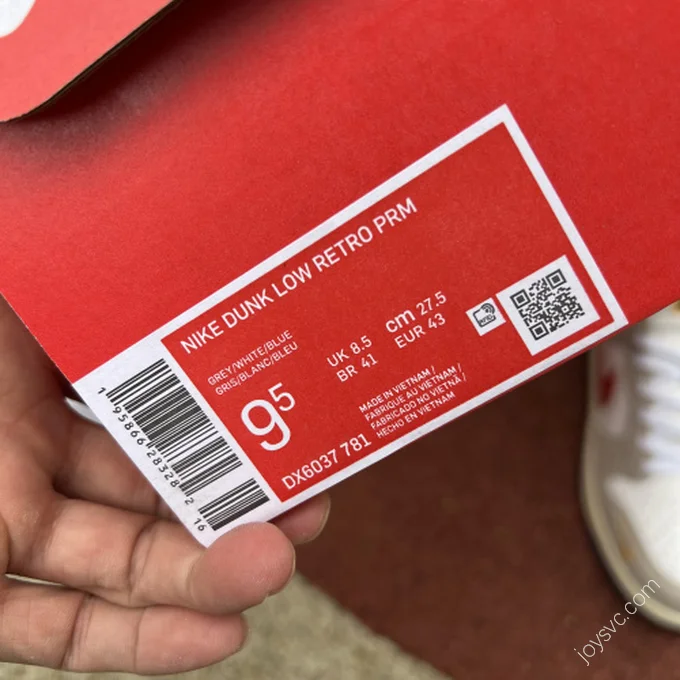 NIKE DUNK LOW RETRO PRM
GREY/WHITE/BLUE
GRIS/BLANC/BLEU
UK 8.5
BR 41
cm 27.5
EUR 43
9⁵
MADE IN VIETNAM /
FABRIQUE AU VIETNAM /
FABRICADO NO VIETNÃ /
HECHO EN VIETNAM
DX6037 781
1 95866 28328 2 16
joysvc.com